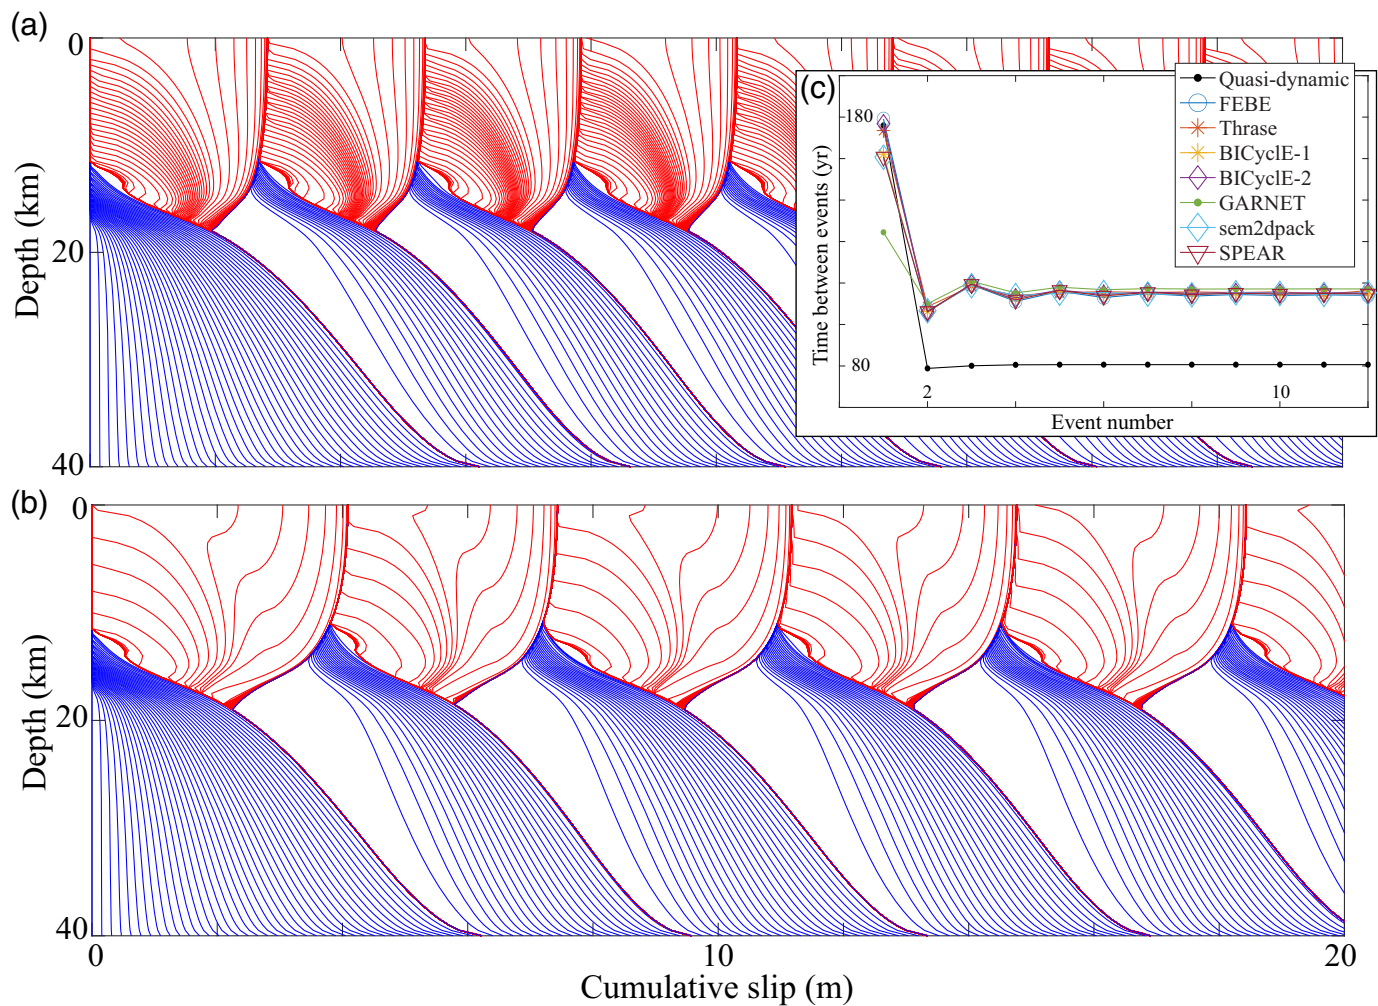 (a)
0
20
40
Depth (km)
(c)
180
80
2
10
Time between events (yr)
Event number
Quasi-dynamic
FEBE
Thrase
BICyclE-1
BICyclE-2
GARNET
sem2dpack
SPEAR
(b)
0
20
40
Depth (km)
0
10
20
Cumulative slip (m)